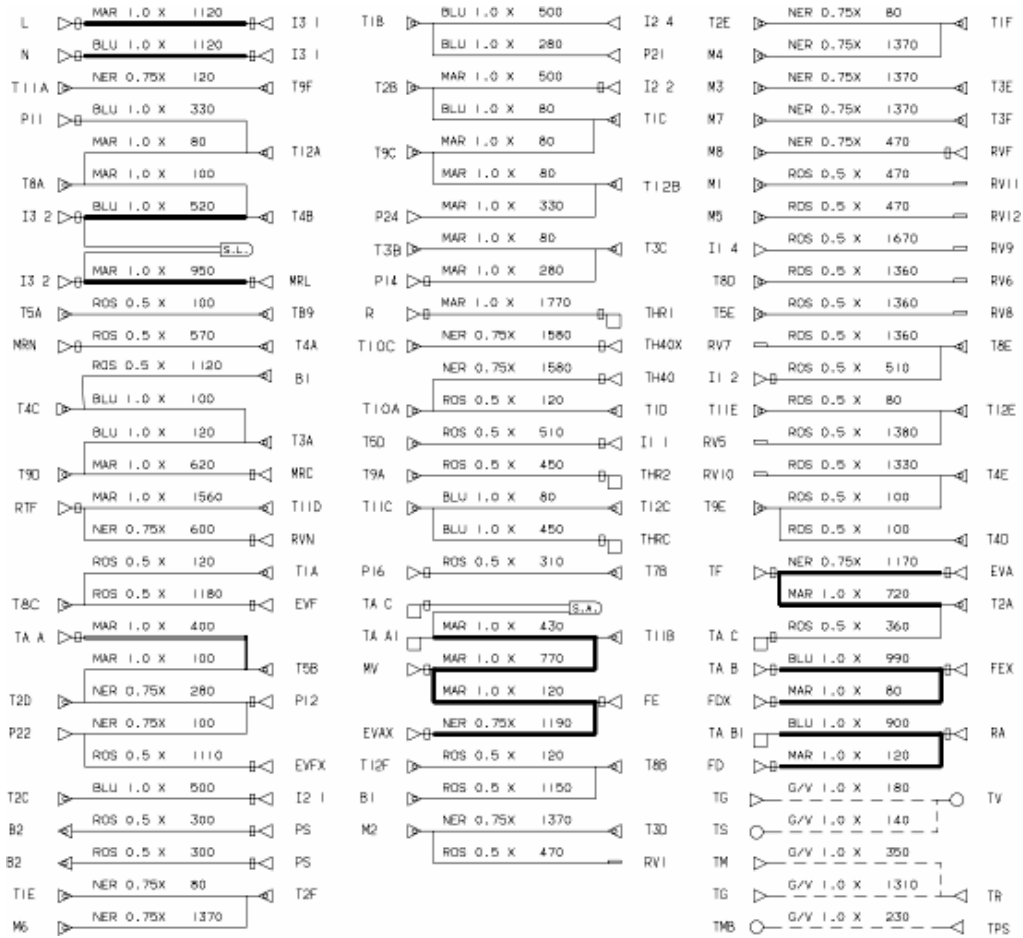 L MAR 1.0 X 1120 I3 1
N BLU 1.0 X 1120 I3 1
T11A NER 0.75X 120 T9F
P11 BLU 1.0 X 330
MAR 1.0 X 80 T12A
T8A MAR 1.0 X 100
I3 2 BLU 1.0 X 520 T4B
S.L.
I3 2 MAR 1.0 X 950 MRL
T5A ROS 0.5 X 100 TB9
MRN ROS 0.5 X 570 T4A
ROS 0.5 X 1120 B1
T4C BLU 1.0 X 100
BLU 1.0 X 120 T3A
T9D MAR 1.0 X 620 MRC
RTF MAR 1.0 X 1560 T11D
NER 0.75X 600 RVN
ROS 0.5 X 120 T1A
T8C ROS 0.5 X 1180 EVF
TA A MAR 1.0 X 400
MAR 1.0 X 100 T5B
T2D NER 0.75X 280 P12
P22 NER 0.75X 100
ROS 0.5 X 1110 EVFX
T2C BLU 1.0 X 500 I2 1
B2 ROS 0.5 X 300 PS
B2 ROS 0.5 X 300 PS
T1E NER 0.75X 80 T2F
M6 NER 0.75X 1370
T1B BLU 1.0 X 500 I2 4
BLU 1.0 X 280 P21
T2B MAR 1.0 X 500 I2 2
BLU 1.0 X 80 T1C
T9C MAR 1.0 X 80
MAR 1.0 X 80 T12B
P24 MAR 1.0 X 330
T3B MAR 1.0 X 80 T3C
P14 MAR 1.0 X 280
R MAR 1.0 X 1770 THR1
T10C NER 0.75X 1580 TH40X
NER 0.75X 1580 TH40
T10A ROS 0.5 X 120 T1D
T5D ROS 0.5 X 510 I1 1
T9A ROS 0.5 X 450 THR2
T11C BLU 1.0 X 80 T12C
BLU 1.0 X 450 THRC
P16 ROS 0.5 X 310 T7B
TA C S.A.
TA A1 MAR 1.0 X 430 T11B
MV MAR 1.0 X 770
MAR 1.0 X 120 FE
EVAX NER 0.75X 1190
T12F ROS 0.5 X 120 T8B
B1 ROS 0.5 X 1150
M2 NER 0.75X 1370 T3D
ROS 0.5 X 470 RV1
T2E NER 0.75X 80 T1F
M4 NER 0.75X 1370
M3 NER 0.75X 1370 T3E
M7 NER 0.75X 1370 T3F
M8 NER 0.75X 470 RVF
M1 ROS 0.5 X 470 RV11
M5 ROS 0.5 X 470 RV12
I1 4 ROS 0.5 X 1670 RV9
T8D ROS 0.5 X 1360 RV6
T5E ROS 0.5 X 1360 RV8
RV7 ROS 0.5 X 1360 T8E
I1 2 ROS 0.5 X 510
T11E ROS 0.5 X 80 T12E
RV5 ROS 0.5 X 1380
RV10 ROS 0.5 X 1330 T4E
T9E ROS 0.5 X 100
ROS 0.5 X 100 T4D
TF NER 0.75X 1170 EVA
MAR 1.0 X 720 T2A
TA C ROS 0.5 X 360
TA B BLU 1.0 X 990 FEX
FDX MAR 1.0 X 80
TA B1 BLU 1.0 X 900 RA
FD MAR 1.0 X 120
TG G/V 1.0 X 180 TV
TS G/V 1.0 X 140
TM G/V 1.0 X 350
TG G/V 1.0 X 1310 TR
TMB G/V 1.0 X 230 TPS